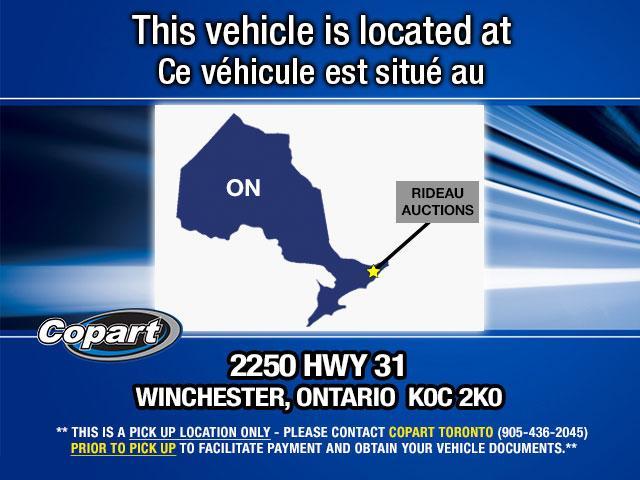 This vehicle is located at
Ce véhicule est situé au
ON
RIDEAU
AUCTIONS
Copart
2250 HWY 31
WINCHESTER, ONTARIO K0C 2K0
** THIS IS A PICK UP LOCATION ONLY - PLEASE CONTACT COPART TORONTO (905-436-2045)
PRIOR TO PICK UP TO FACILITATE PAYMENT AND OBTAIN YOUR VEHICLE DOCUMENTS.**